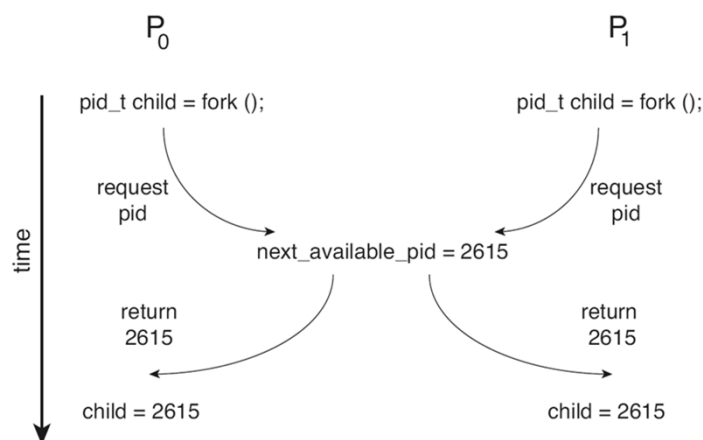 P0 P1
pid_t child = fork (); pid_t child = fork ();
request request
pid pid
time
next_available_pid = 2615
return return
2615 2615
child = 2615 child = 2615